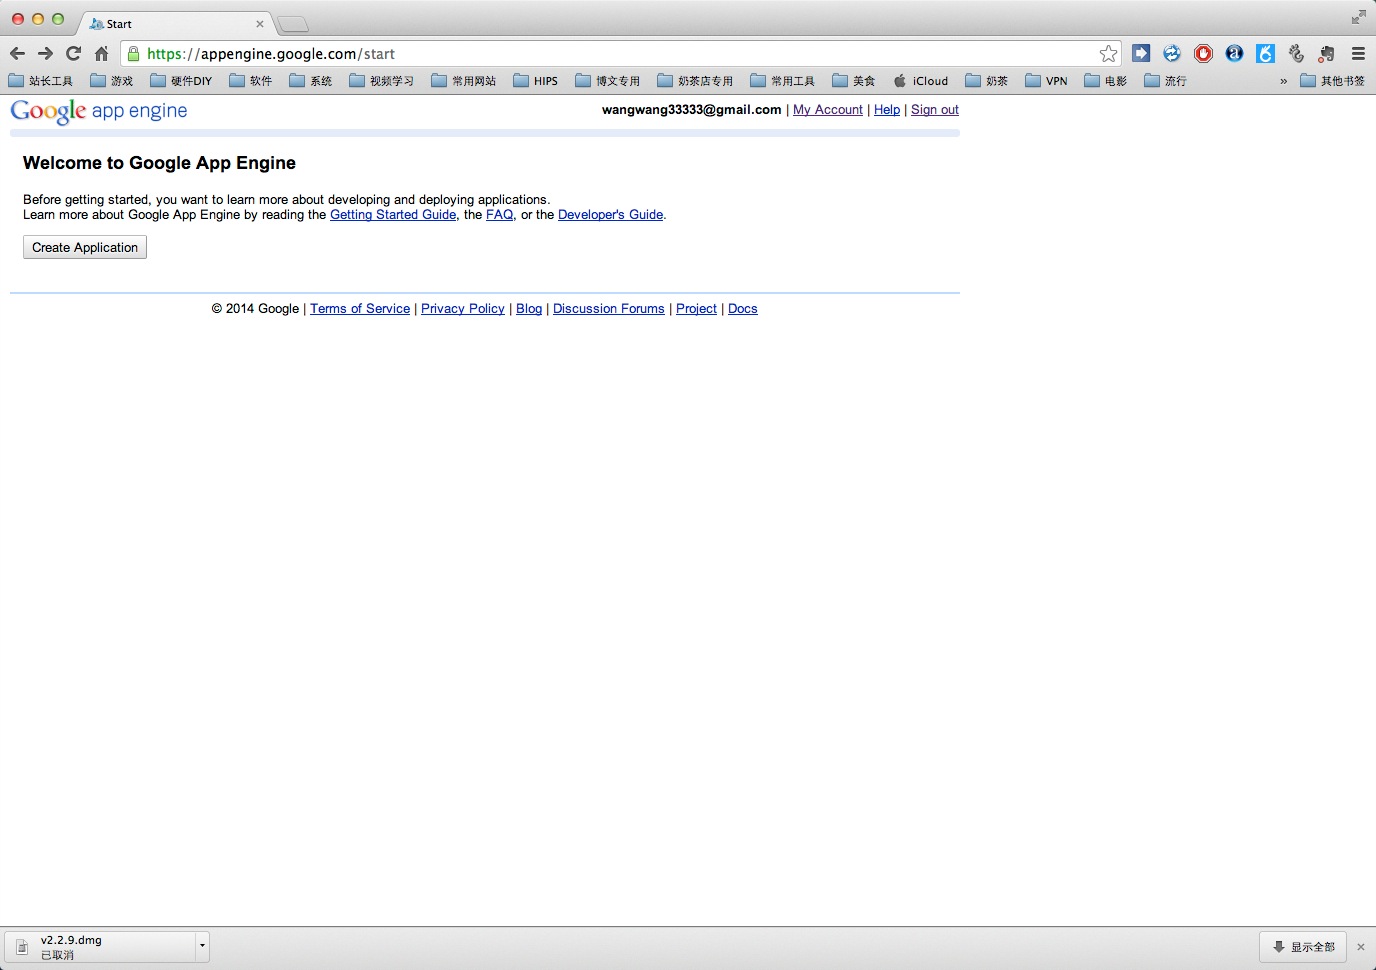 Start
https://appengine.google.com/start
站长工具 游戏 硬件DIY 软件 系统 视频学习 常用网站 HIPS 博文专用 奶茶店专用 常用工具 美食 iCloud 奶茶 VPN 电影 流行 » 其他书签
Google app engine
wangwang33333@gmail.com | My Account | Help | Sign out
Welcome to Google App Engine
Before getting started, you want to learn more about developing and deploying applications.
Learn more about Google App Engine by reading the Getting Started Guide, the FAQ, or the Developer's Guide.
Create Application
© 2014 Google | Terms of Service | Privacy Policy | Blog | Discussion Forums | Project | Docs
v2.2.9.dmg
已取消
显示全部